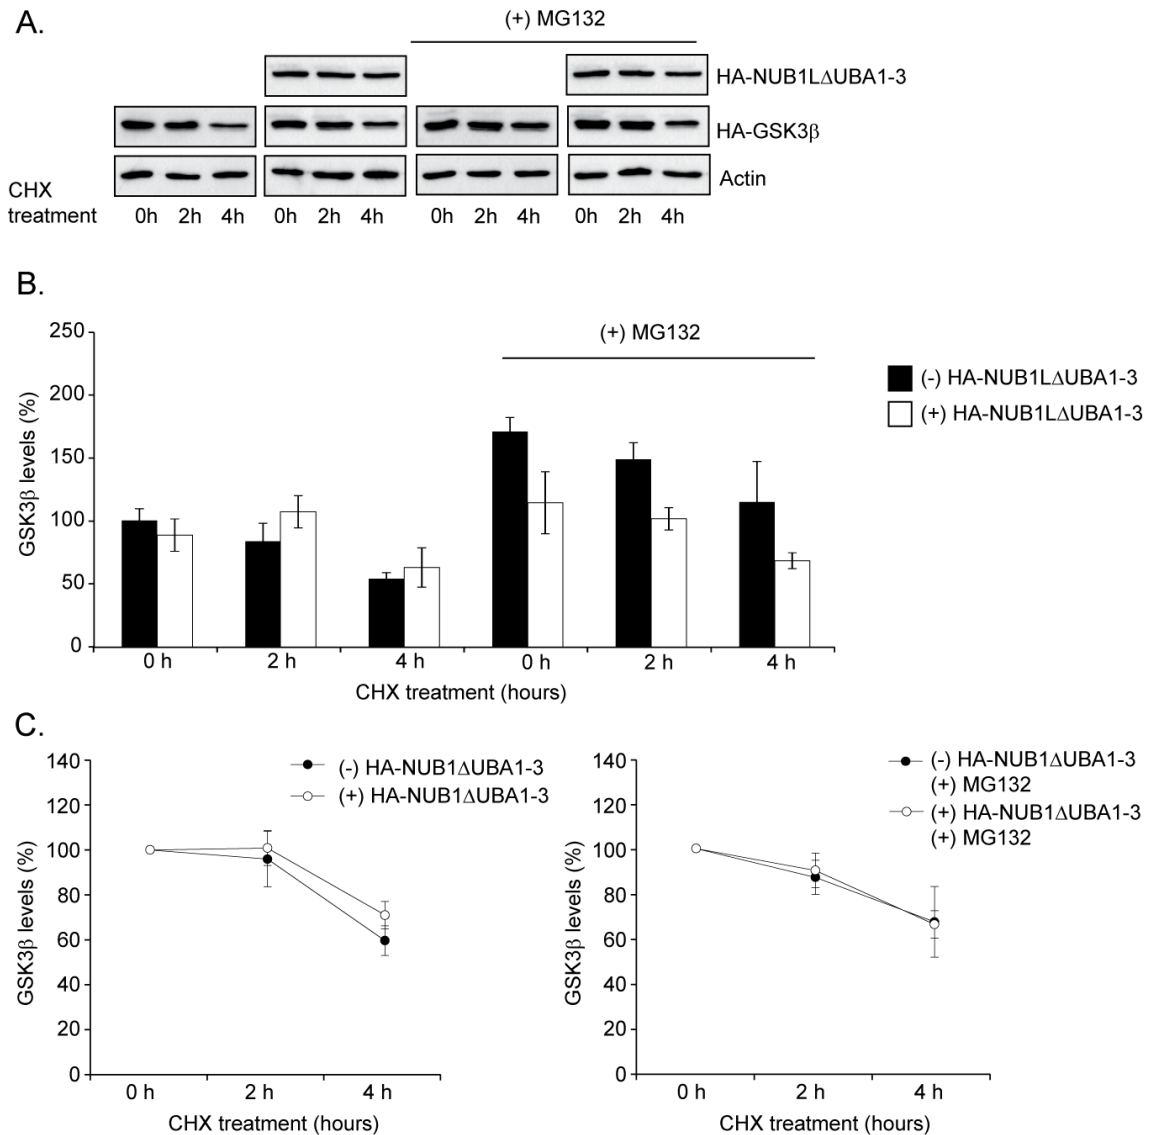 A.
(+) MG132
HA-NUB1LΔUBA1-3
HA-GSK3β
Actin
CHX
treatment
0h 2h 4h 0h 2h 4h 0h 2h 4h 0h 2h 4h
B.
250
200
150
100
50
0
GSK3β levels (%)
(+) MG132
(-) HA-NUB1LΔUBA1-3
(+) HA-NUB1LΔUBA1-3
0 h 2 h 4 h 0 h 2 h 4 h
CHX treatment (hours)
C.
140
120
100
80
60
40
20
0
GSK3β levels (%)
(-) HA-NUB1ΔUBA1-3
(+) HA-NUB1ΔUBA1-3
0 h 2 h 4 h
CHX treatment (hours)
140
120
100
80
60
40
20
0
GSK3β levels (%)
(-) HA-NUB1ΔUBA1-3
(+) MG132
(+) HA-NUB1ΔUBA1-3
(+) MG132
0 h 2 h 4 h
CHX treatment (hours)